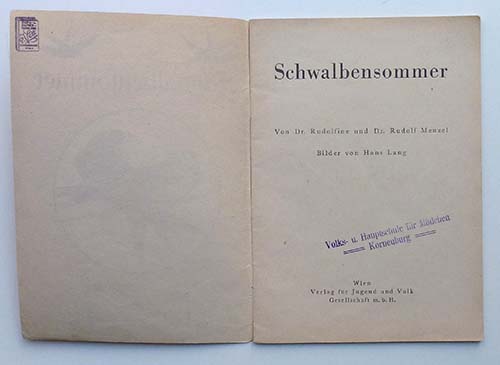 Schwalbensommer
Von Dr. Rudolfine und Dr. Rudolf Menzel
Bilder von Hans Lang
Volks- u. Hauptschule für Mädchen
Korneuburg
Wien
Verlag für Jugend und Volk
Gesellschaft m. b. H.